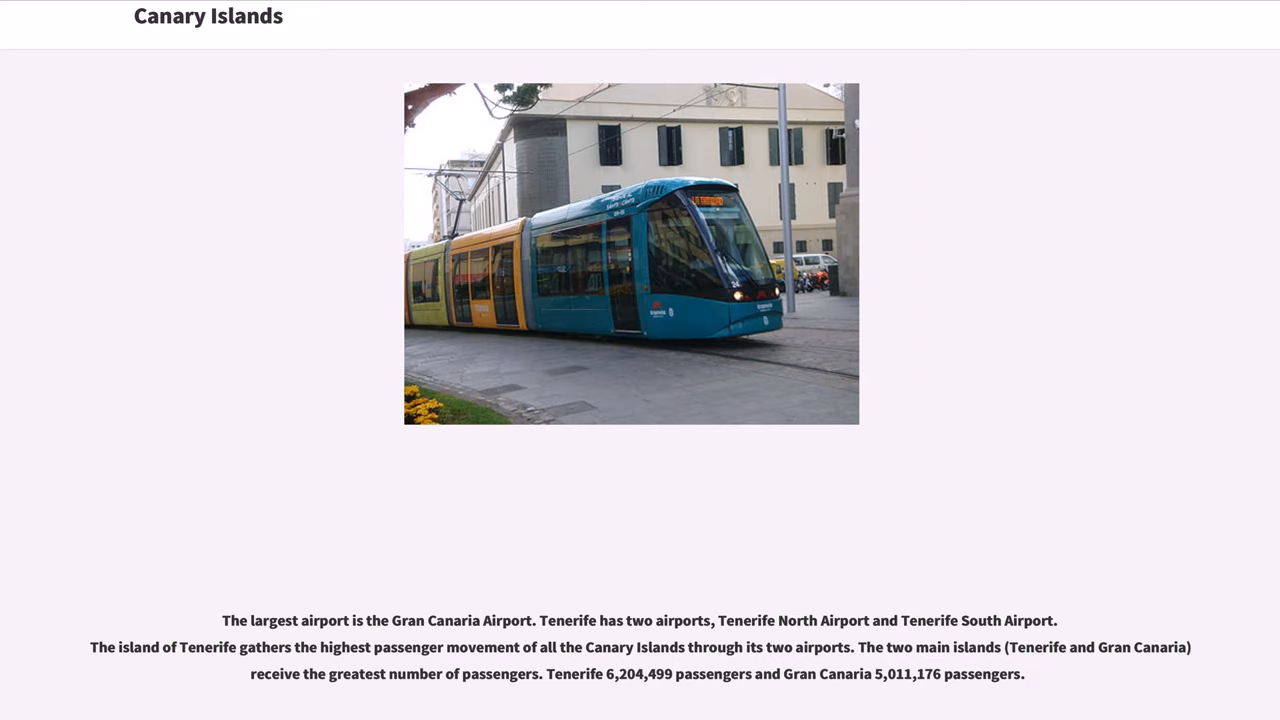 Canary Islands
The largest airport is the Gran Canaria Airport. Tenerife has two airports, Tenerife North Airport and Tenerife South Airport.
The island of Tenerife gathers the highest passenger movement of all the Canary Islands through its two airports. The two main islands (Tenerife and Gran Canaria)
receive the greatest number of passengers. Tenerife 6,204,499 passengers and Gran Canaria 5,011,176 passengers.